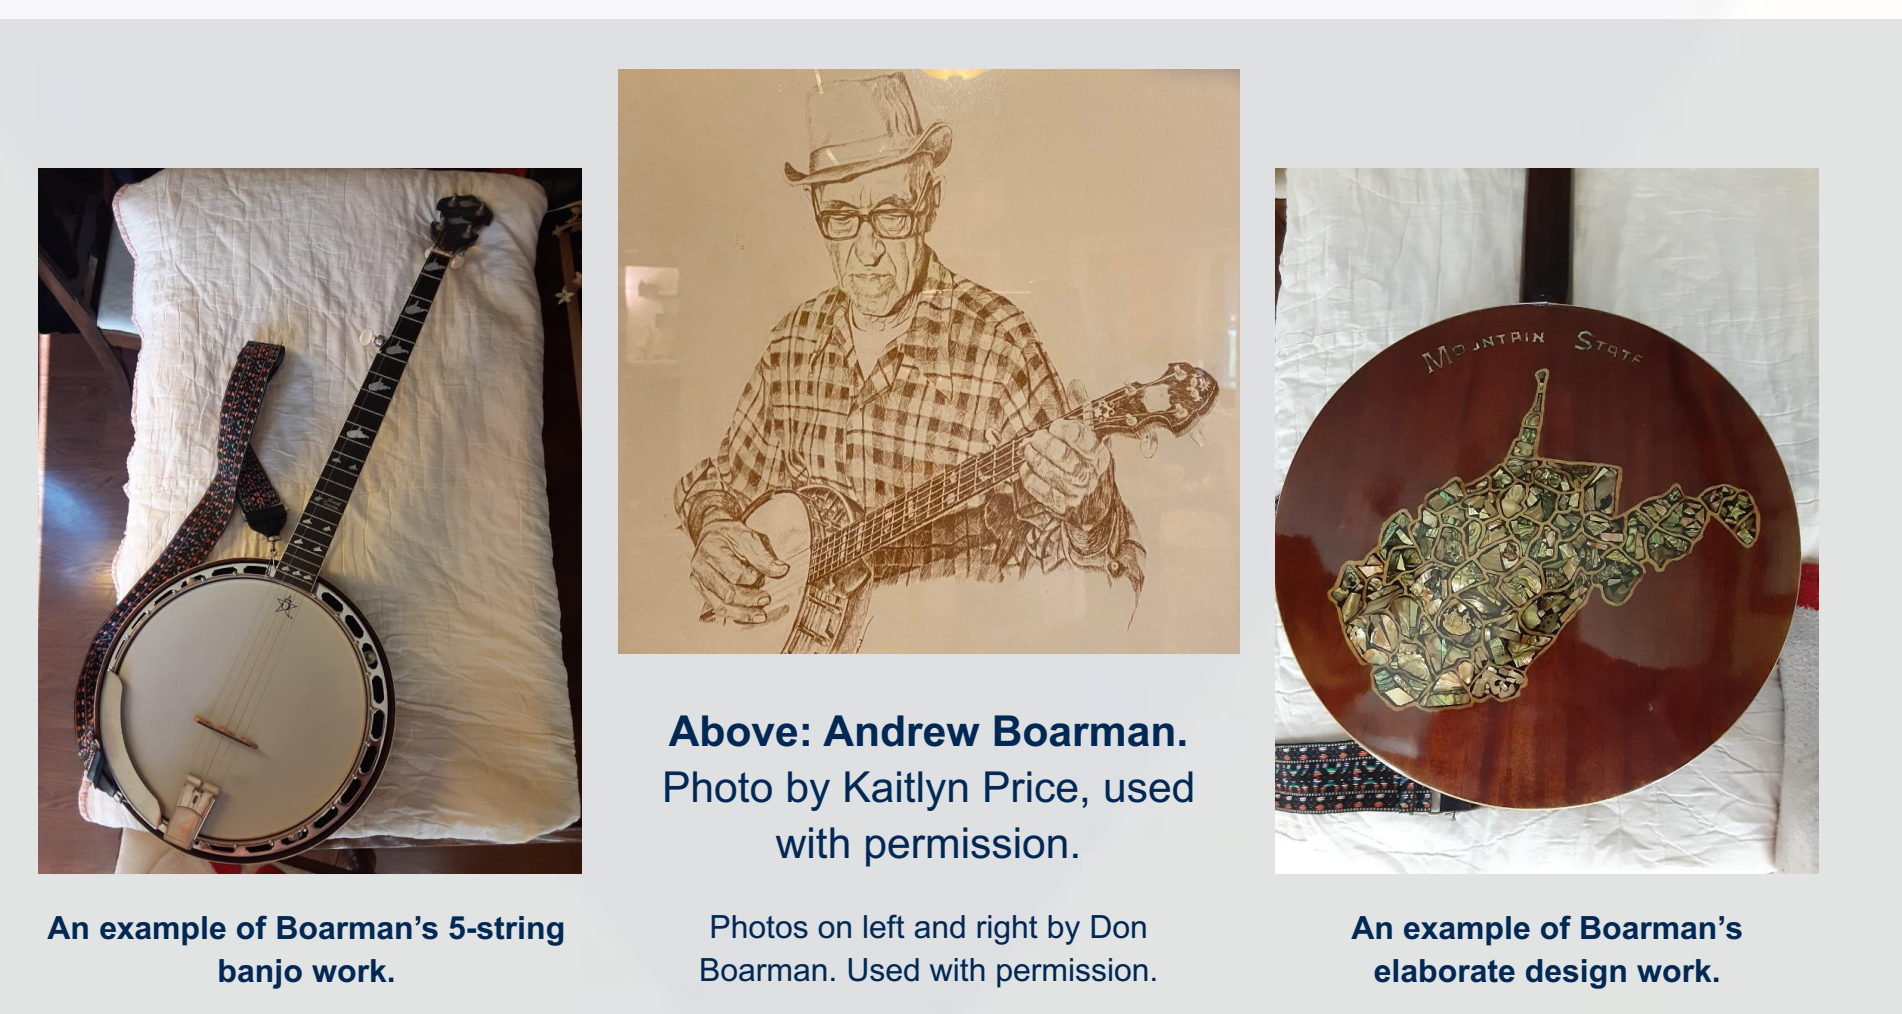 MOUNTAIN STATE
Above: Andrew Boarman.
Photo by Kaitlyn Price, used
with permission.
An example of Boarman’s 5-string
banjo work.
Photos on left and right by Don
Boarman. Used with permission.
An example of Boarman’s
elaborate design work.